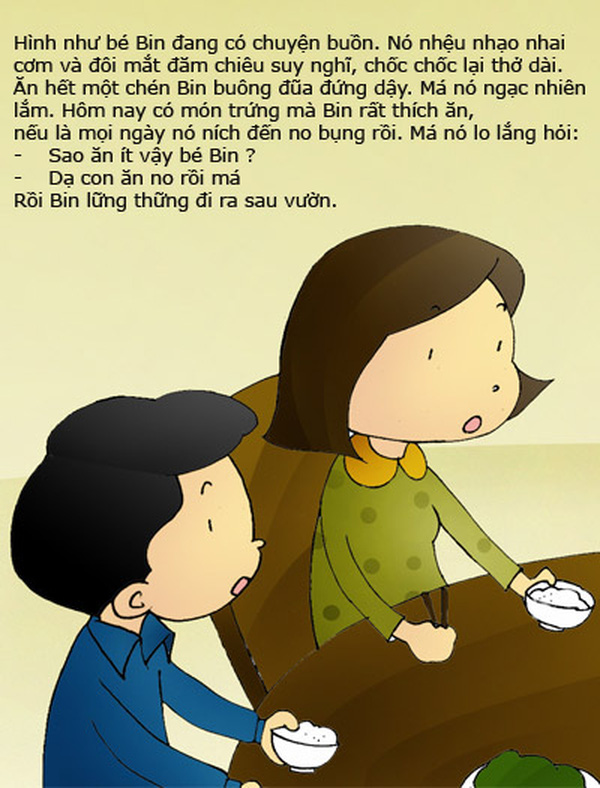 Hình như bé Bin đang có chuyện buồn. Nó nhệu nhạo nhai
cơm và đôi mắt đăm chiêu suy nghĩ, chốc chốc lại thở dài.
Ăn hết một chén Bin buông đũa đứng dậy. Má nó ngạc nhiên
lắm. Hôm nay có món trứng mà Bin rất thích ăn,
nếu là mọi ngày nó ních đến no bụng rồi. Má nó lo lắng hỏi:
- Sao ăn ít vậy bé Bin ?
- Dạ con ăn no rồi má
Rồi Bin lững thững đi ra sau vườn.